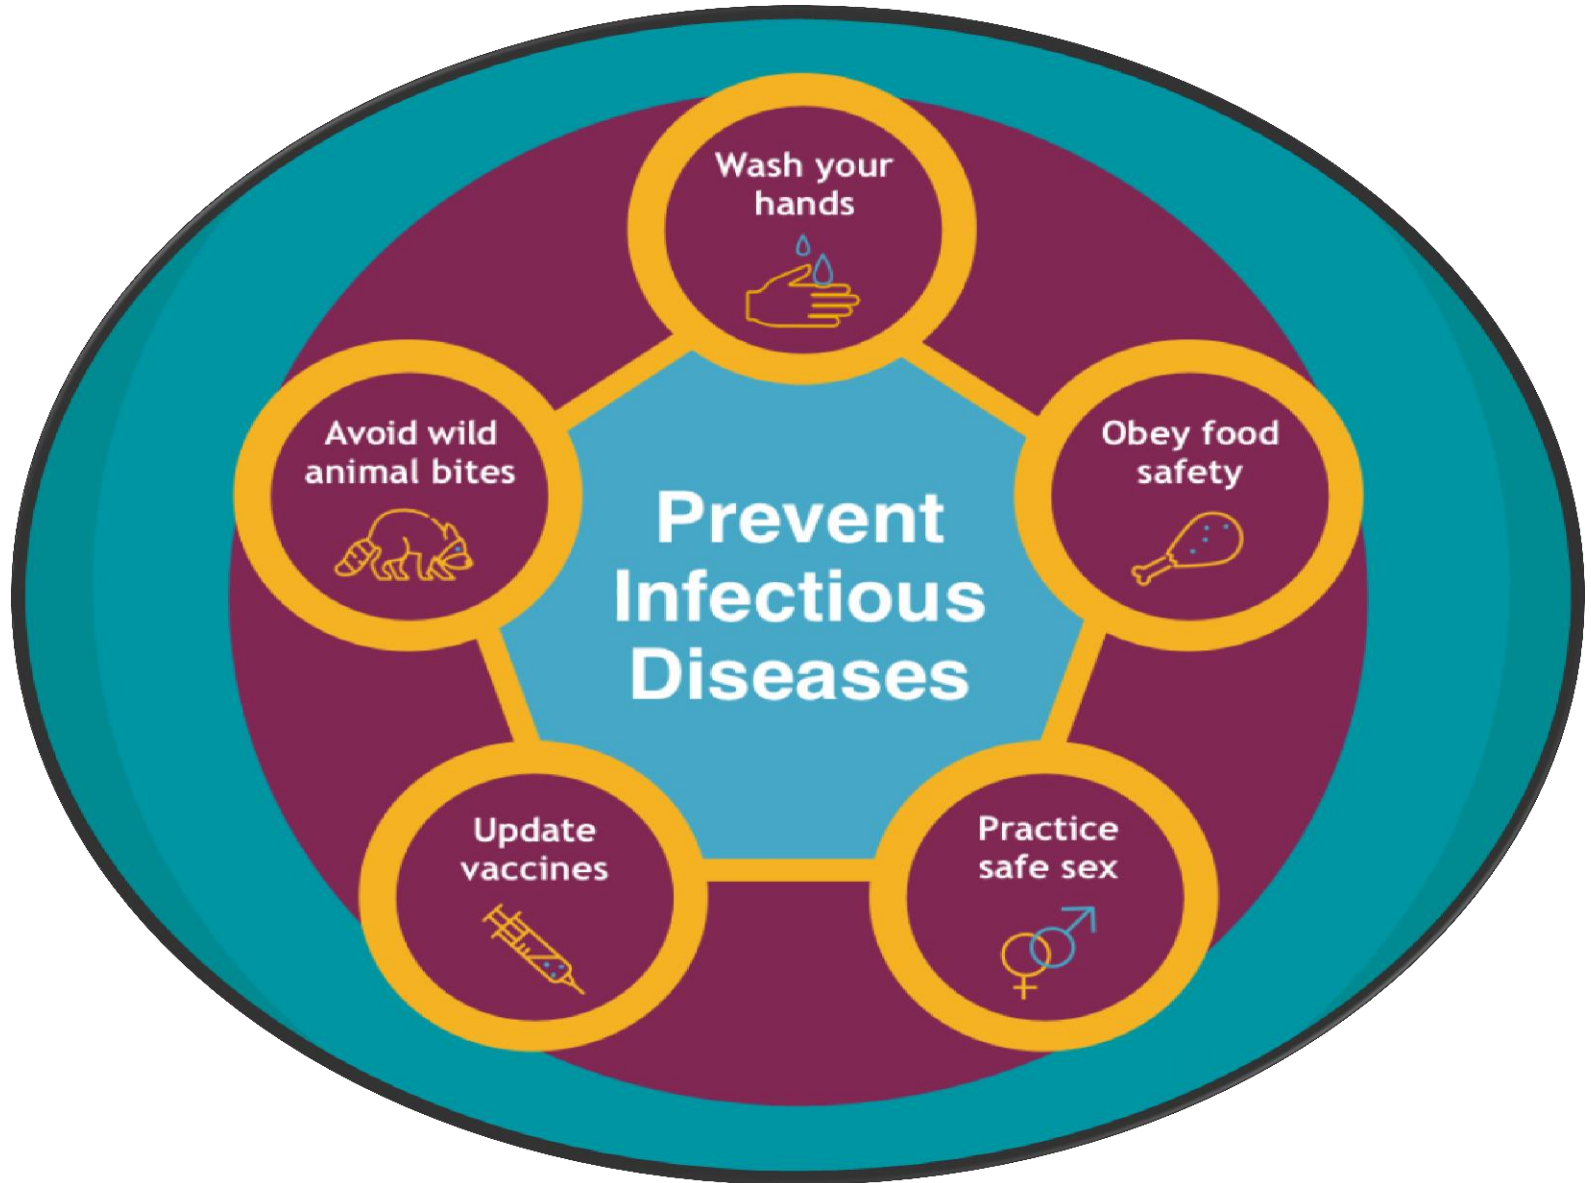 Wash your
hands
Avoid wild
animal bites
Obey food
safety
Prevent
Infectious
Diseases
Update
vaccines
Practice
safe sex